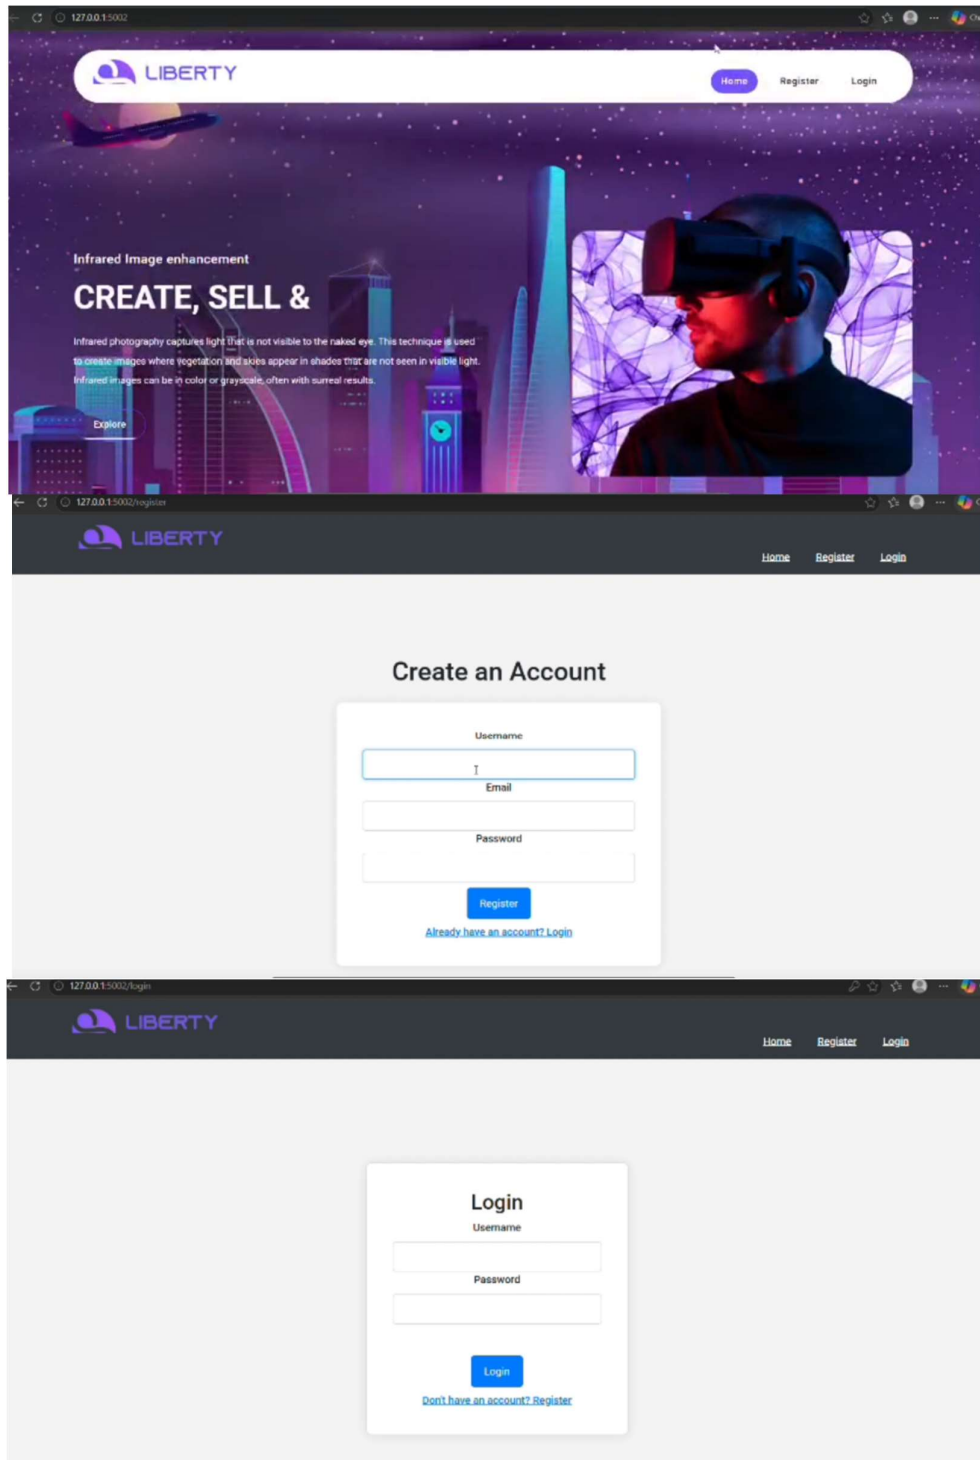 127.0.0.1:5002
LIBERTY
Home Register Login
Infrared Image enhancement
CREATE, SELL &
Infrared photography captures light that is not visible to the naked eye. This technique is used
to create images where vegetation and skies appear in shades that are not seen in visible light.
Infrared images can be in color or grayscale, often with surreal results.
Explore
127.0.0.1:5002/register
LIBERTY
Home Register Login
Create an Account
Username
Email
Password
Register
Already have an account? Login
127.0.0.1:5002/login
LIBERTY
Home Register Login
Login
Username
Password
Login
Don't have an account? Register